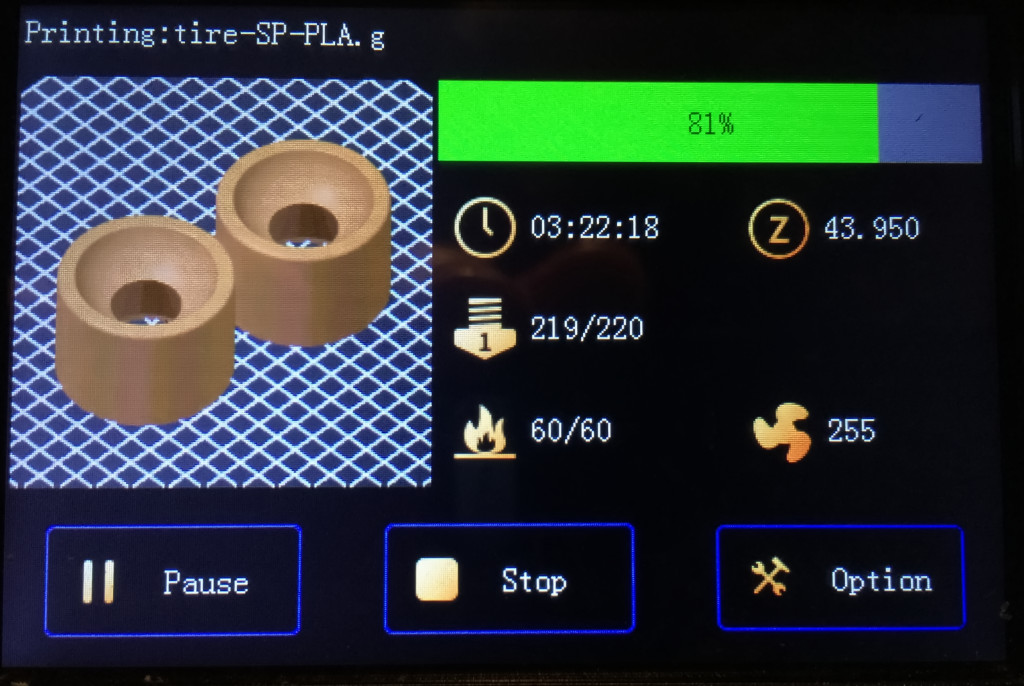 Printing:tire-SP-PLA.g
81%
03:22:18
Z 43.950
1 219/220
60/60
255
Pause
Stop
Option